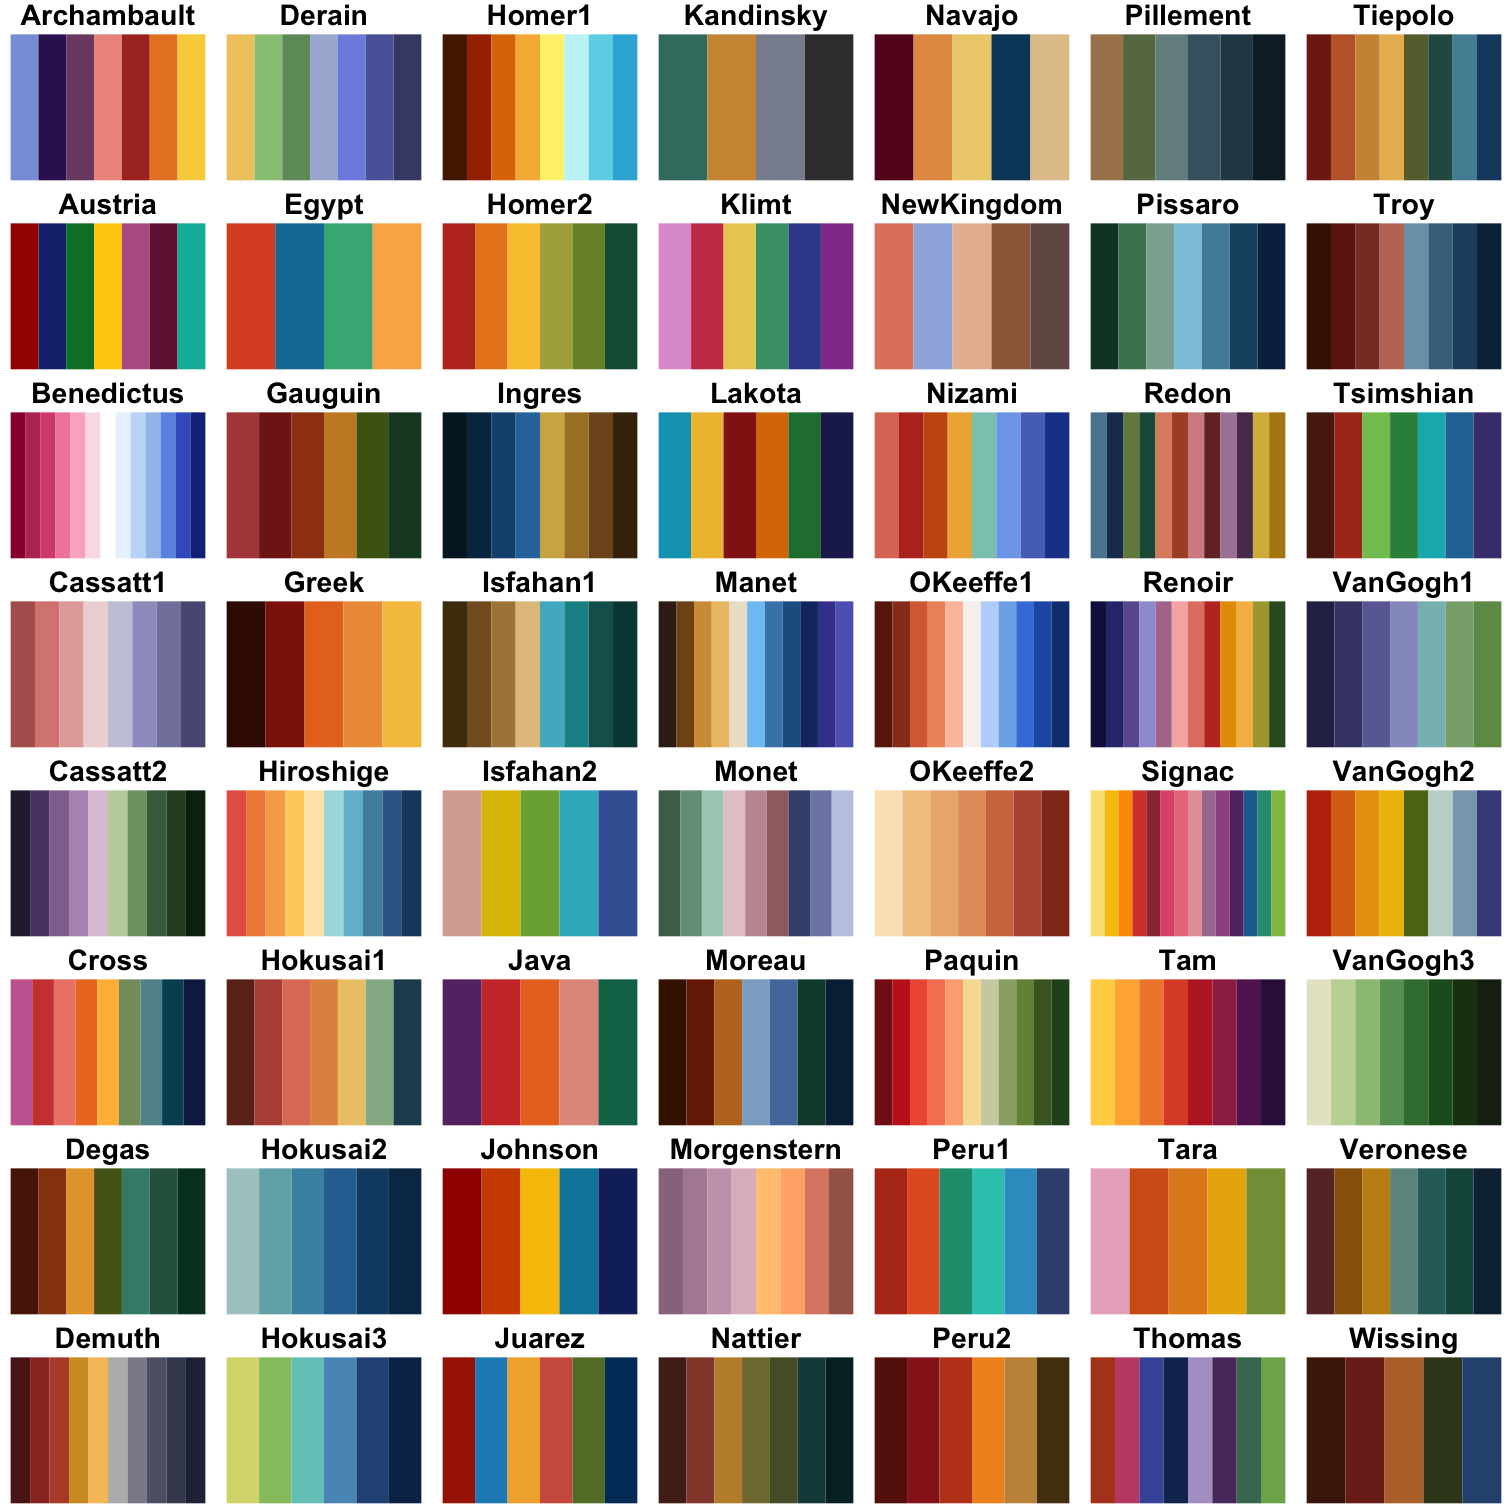 Archambault Derain Homer1 Kandinsky Navajo Pillement Tiepolo
Austria Egypt Homer2 Klimt NewKingdom Pissaro Troy
Benedictus Gauguin Ingres Lakota Nizami Redon Tsimshian
Cassatt1 Greek Isfahan1 Manet OKeeffe1 Renoir VanGogh1
Cassatt2 Hiroshige Isfahan2 Monet OKeeffe2 Signac VanGogh2
Cross Hokusai1 Java Moreau Paquin Tam VanGogh3
Degas Hokusai2 Johnson Morgenstern Peru1 Tara Veronese
Demuth Hokusai3 Juarez Nattier Peru2 Thomas Wissing